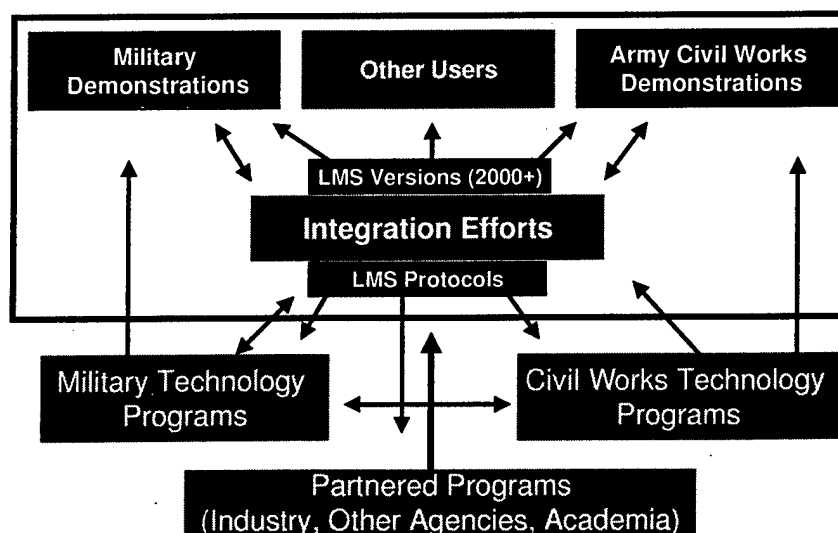 Military
Demonstrations
Other Users
Army Civil Works
Demonstrations
LMS Versions (2000+)
Integration Efforts
LMS Protocols
Military Technology
Programs
Civil Works Technology
Programs
Partnered Programs
(Industry, Other Agencies, Academia)